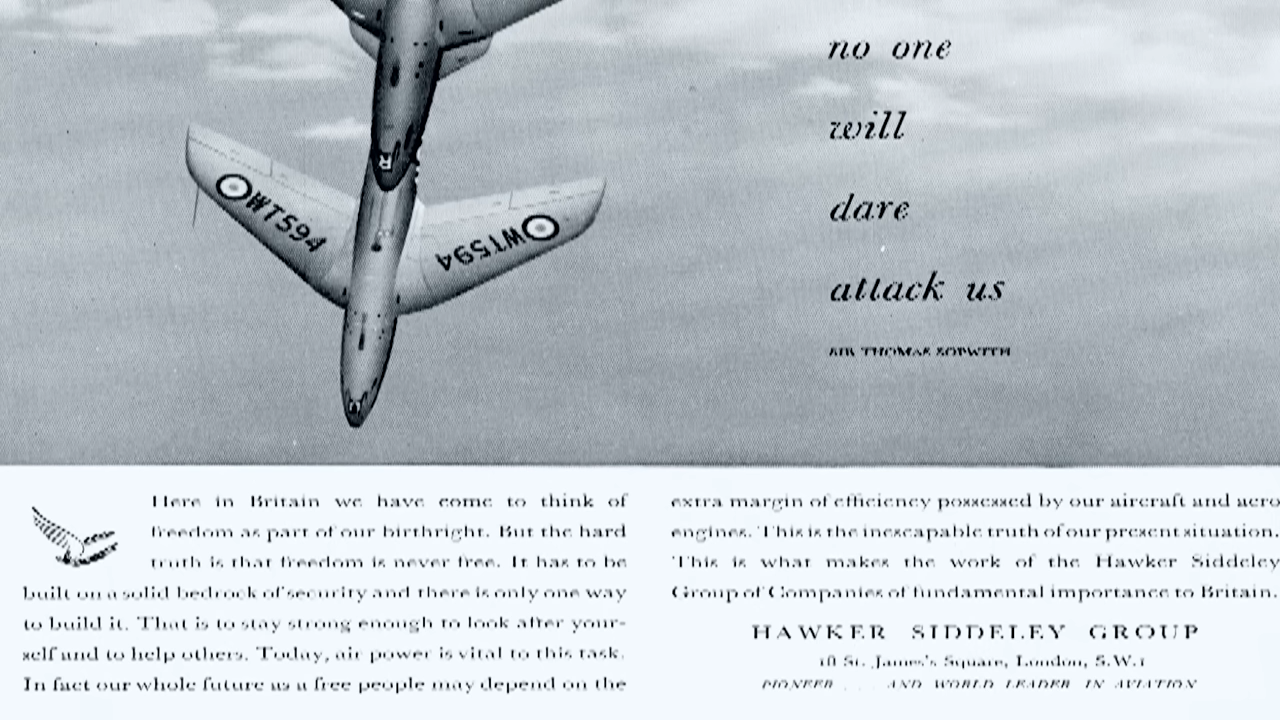 no one
will
dare
attack us
SIR THOMAS SOPWITH
R
WT594
WT594
Here in Britain we have come to think of
freedom as part of our birthright. But the hard
truth is that freedom is never free. It has to be
built on a solid bedrock of security and there is only one way
to build it. That is to stay strong enough to look after your-
self and to help others. Today, air power is vital to this task.
In fact our whole future as a free people may depend on the
extra margin of efficiency possessed by our aircraft and aero
engines. This is the inescapable truth of our present situation.
This is what makes the work of the Hawker Siddeley
Group of Companies of fundamental importance to Britain.
HAWKER SIDDELEY GROUP
18 St. James's Square, London, S.W.1
PIONEER . . . AND WORLD LEADER IN AVIATION